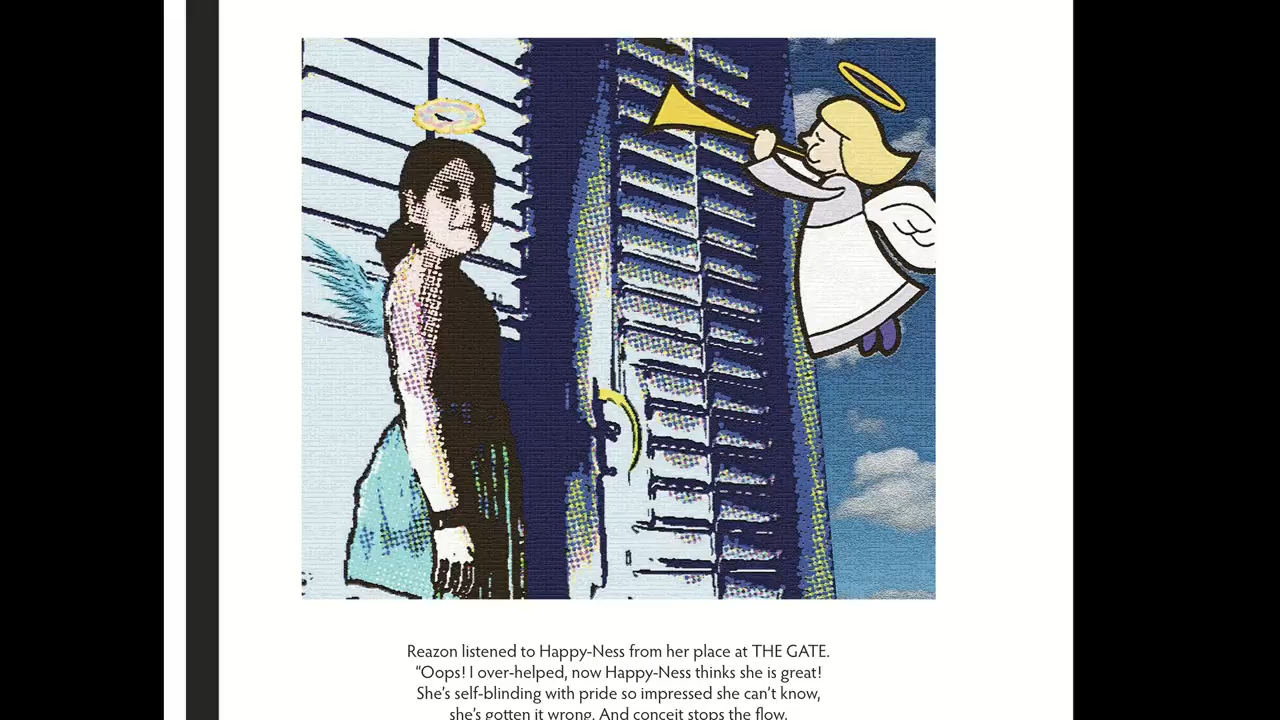 Reazon listened to Happy-Ness from her place at THE GATE.
“Oops! I over-helped, now Happy-Ness thinks she is great!
She’s self-blinding with pride so impressed she can’t know,
she’s gotten it wrong. And conceit stops the flow.